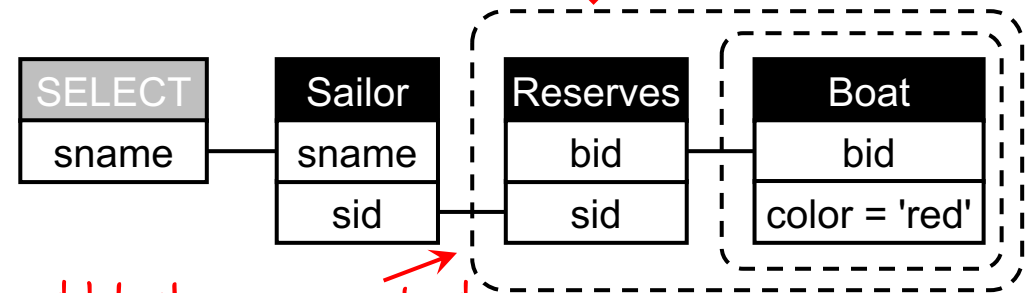 SELECT Sailor Reserves Boat
sname sname bid bid
sid sid color = 'red'